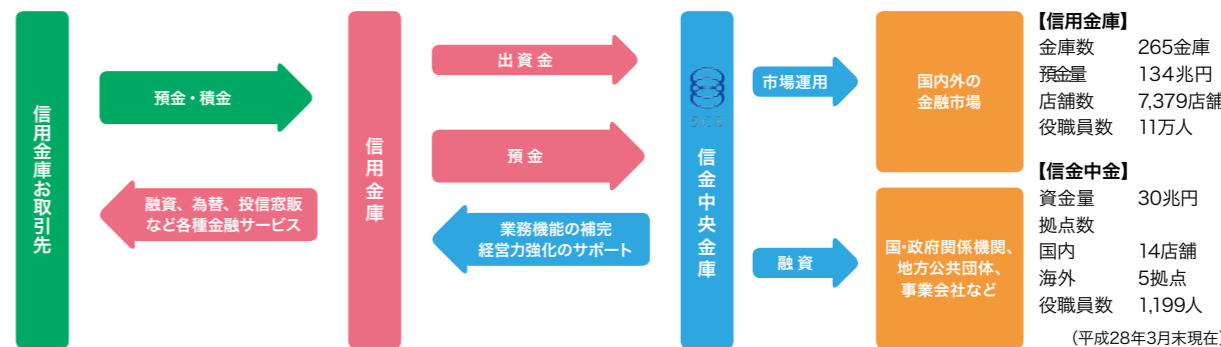 信用金庫お取引先
預金・積金
融資、為替、投信窓販
など各種金融サービス
信用金庫
出資金
預金
業務機能の補完
経営力強化のサポート
SCB
信金中央金庫
市場運用
融資
国内外の
金融市場
国・政府関係機関、
地方公共団体、
事業会社など
【信用金庫】
金庫数 265金庫
預金量 134兆円
店舗数 7,379店舗
役職員数 11万人
【信金中金】
資金量 30兆円
拠点数
国内 14店舗
海外 5拠点
役職員数 1,199人
（平成28年3月末現在）